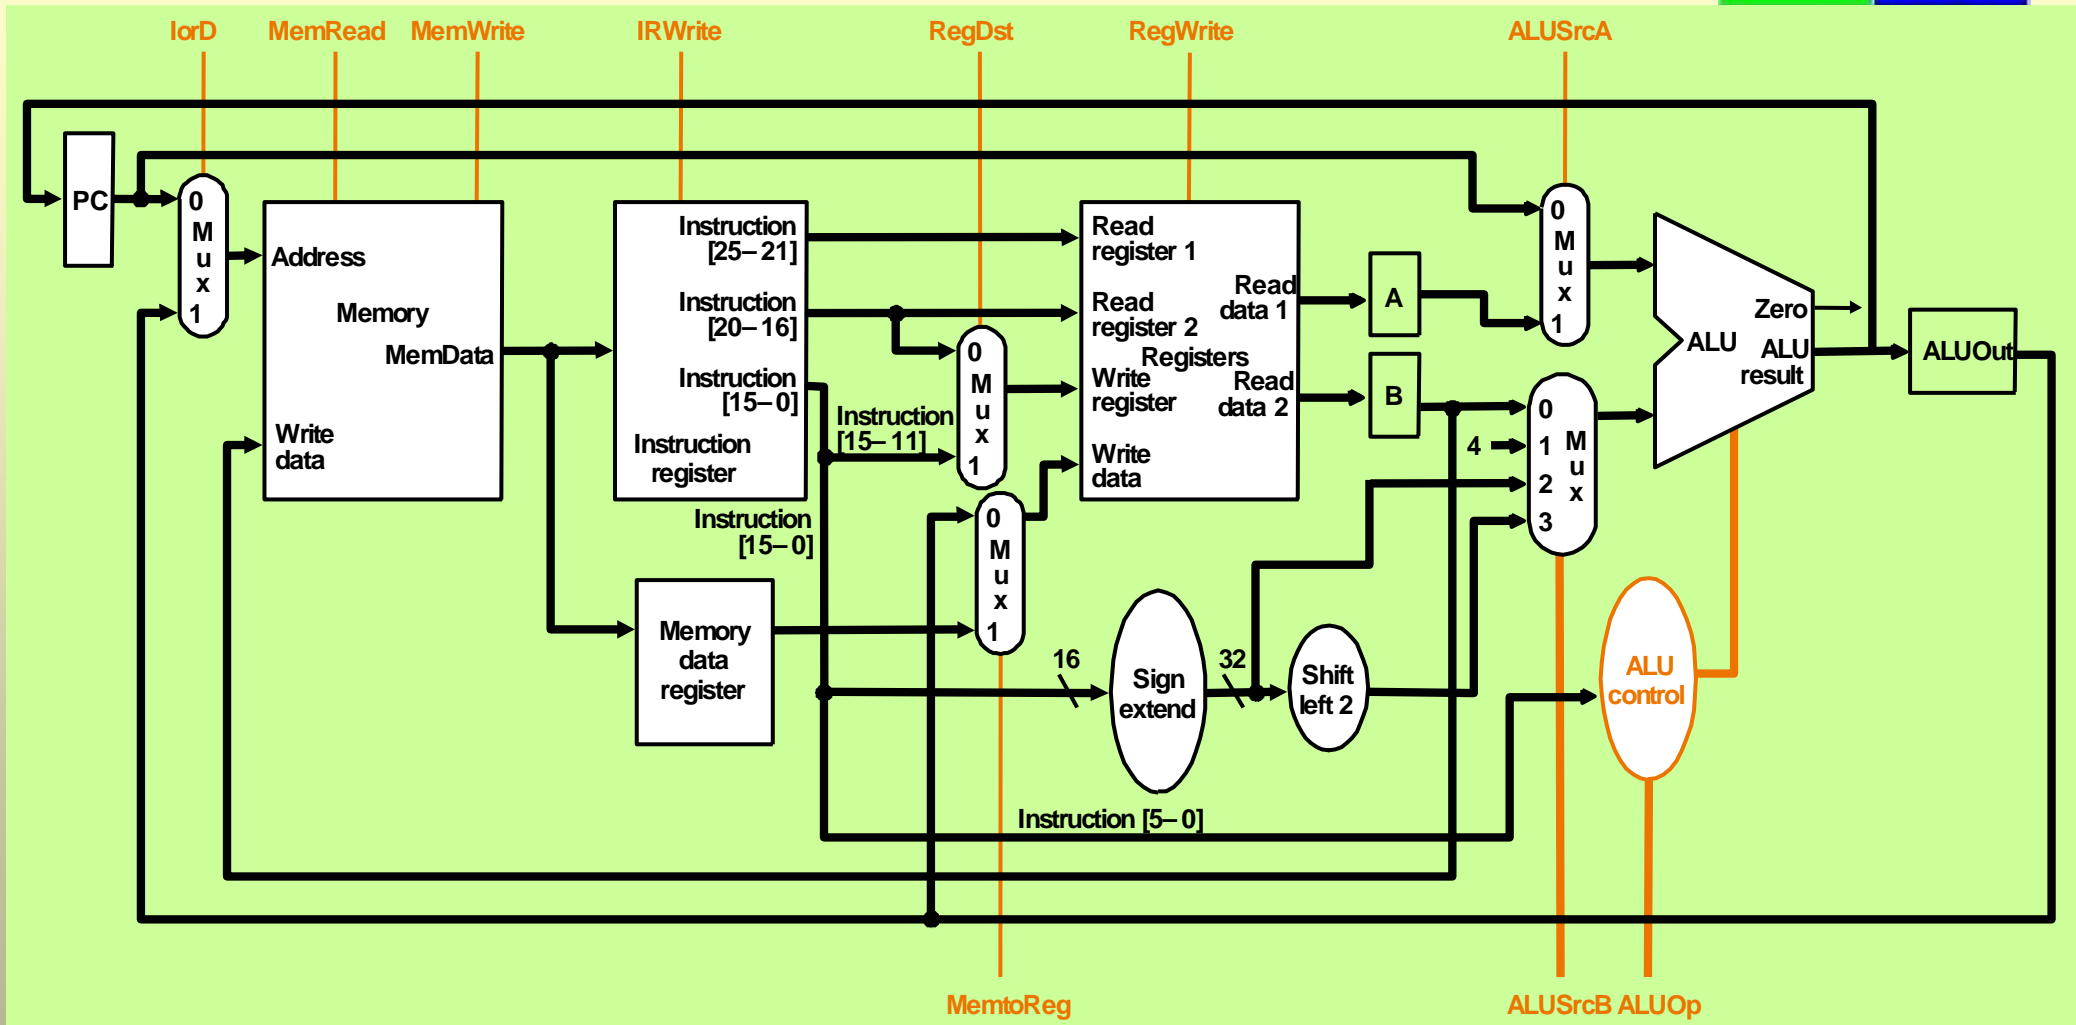 IorD MemRead MemWrite IRWrite RegDst RegWrite ALUSrcA
PC
0
M
u
x
1
Address
Memory
MemData
Write
data
Instruction
[25–21]
Instruction
[20–16]
Instruction
[15–0]
Instruction
register
Instruction
[15–11]
Instruction
[15–0]
Memory
data
register
0
M
u
x
1
0
M
u
x
1
Read
register 1
Read
register 2
Registers
Write
register
Write
data
Read
data 1
Read
data 2
16
Sign
extend
32
Shift
left 2
A
B
4
0
M
u
x
1
0
1
2
3
M
u
x
Zero
ALU
ALU
result
ALUOut
ALU
control
Instruction [5–0]
MemtoReg ALUSrcB ALUOp